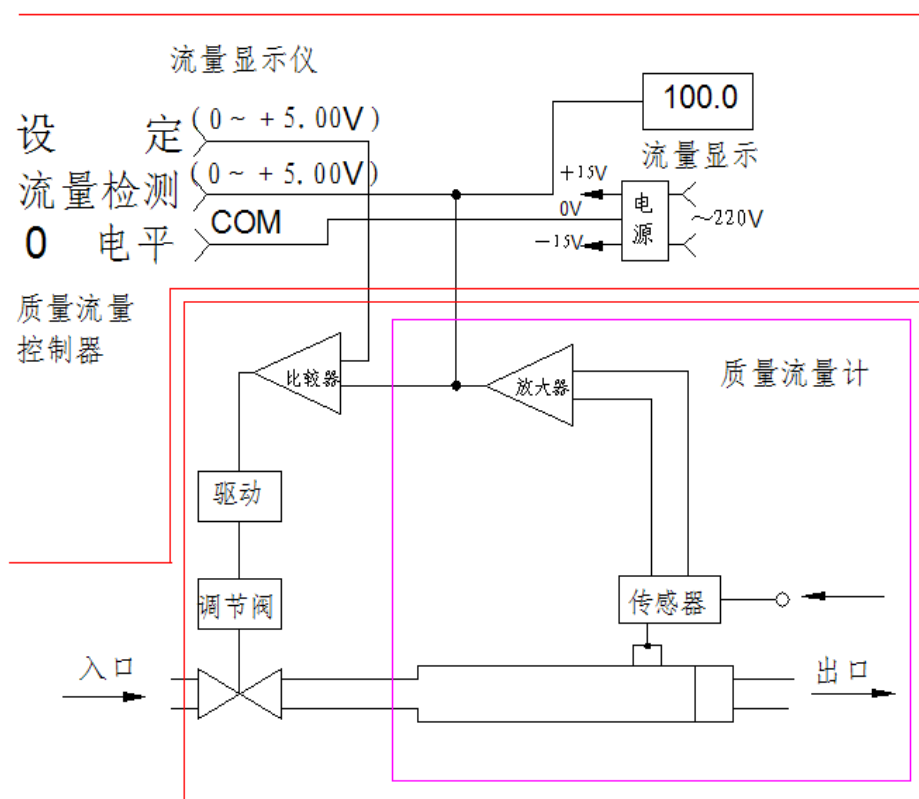 流量显示仪
100.0
设 定 (0～+5.00V)
流量显示
流量检测 (0～+5.00V)
+15V
电源
～220V
0V
0 电平 COM
－15V
质量流量
控制器
比較器
放大器
质量流量计
驱动
调节阀
传感器
入口
出口